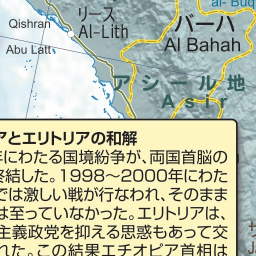 al- Buq
リース
Qishran
Al-Lith
バーハ
Abu Latt
Al Bahah
アシール地
Asir
アとエリトリアの和解
にわたる国境紛争が、両国首脳の
終結した。1998〜2000年にわた
では激しい戦が行なわれ、そのまま
は至っていなかった。エリトリアは、
主義政党を抑える思惑もあって交
れた。この結果エチオピア首相は